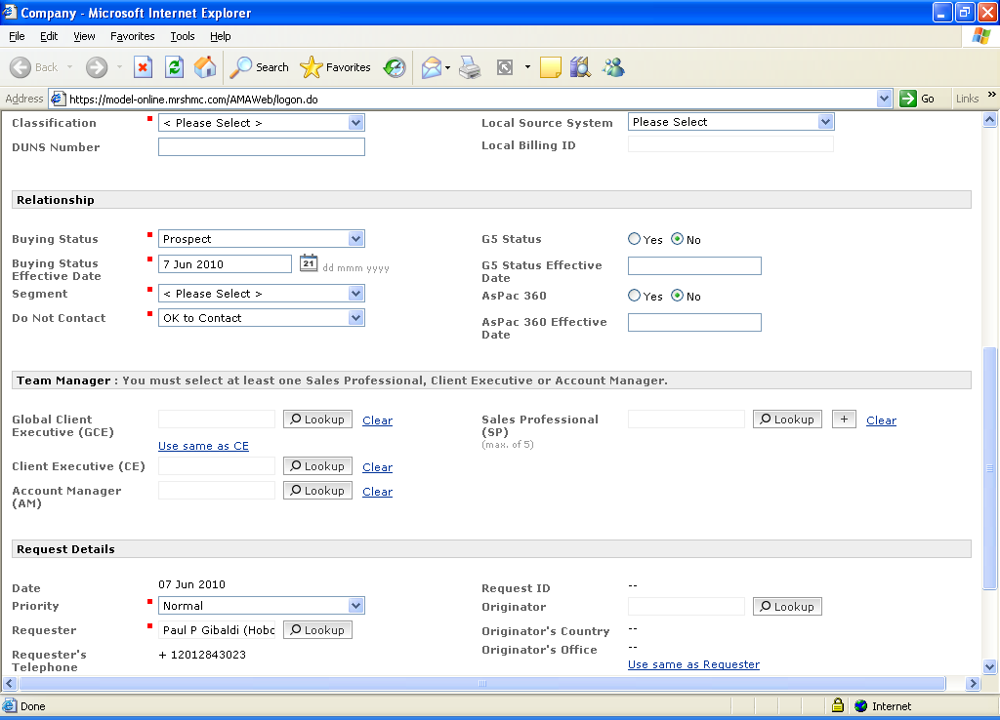 Company - Microsoft Internet Explorer
File Edit View Favorites Tools Help
Back Search Favorites
Address https://model-online.mrshmc.com/AMAWeb/logon.do Go Links »
Classification < Please Select > Local Source System Please Select
DUNS Number Local Billing ID
Relationship
Buying Status Prospect G5 Status Yes No
Buying Status Effective Date 7 Jun 2010 21 dd mmm yyyy G5 Status Effective Date
Segment < Please Select > AsPac 360 Yes No
Do Not Contact OK to Contact AsPac 360 Effective Date
Team Manager : You must select at least one Sales Professional, Client Executive or Account Manager.
Global Client Executive (GCE) Lookup Clear Sales Professional (SP) (max. of 5) Lookup + Clear
Use same as CE
Client Executive (CE) Lookup Clear
Account Manager (AM) Lookup Clear
Request Details
Date 07 Jun 2010 Request ID --
Priority Normal Originator Lookup
Requester Paul P Gibaldi (Hobo Lookup Originator's Country --
Requester's Telephone + 12012843023 Originator's Office --
Use same as Requester
Done Internet